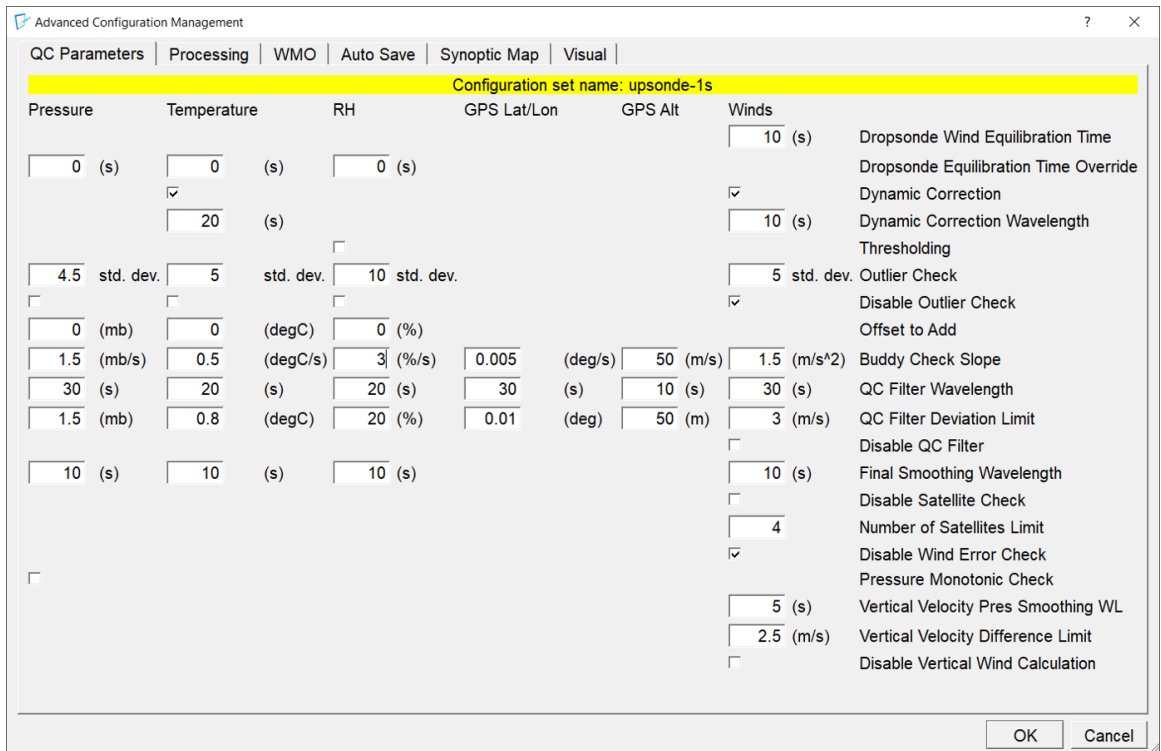 Advanced Configuration Management ? ×
QC Parameters Processing WMO Auto Save Synoptic Map Visual
Configuration set name: upsonde-1s
Pressure Temperature RH GPS Lat/Lon GPS Alt Winds
10 (s) Dropsonde Wind Equilibration Time
0 (s) 0 (s) 0 (s) Dropsonde Equilibration Time Override
Dynamic Correction
20 (s) 10 (s) Dynamic Correction Wavelength
Thresholding
4.5 std. dev. 5 std. dev. 10 std. dev. 5 std. dev. Outlier Check
Disable Outlier Check
0 (mb) 0 (degC) 0 (%) Offset to Add
1.5 (mb/s) 0.5 (degC/s) 3 (%/s) 0.005 (deg/s) 50 (m/s) 1.5 (m/s^2) Buddy Check Slope
30 (s) 20 (s) 20 (s) 30 (s) 10 (s) 30 (s) QC Filter Wavelength
1.5 (mb) 0.8 (degC) 20 (%) 0.01 (deg) 50 (m) 3 (m/s) QC Filter Deviation Limit
Disable QC Filter
10 (s) 10 (s) 10 (s) 10 (s) Final Smoothing Wavelength
Disable Satellite Check
4 Number of Satellites Limit
Disable Wind Error Check
Pressure Monotonic Check
5 (s) Vertical Velocity Pres Smoothing WL
2.5 (m/s) Vertical Velocity Difference Limit
Disable Vertical Wind Calculation
OK Cancel